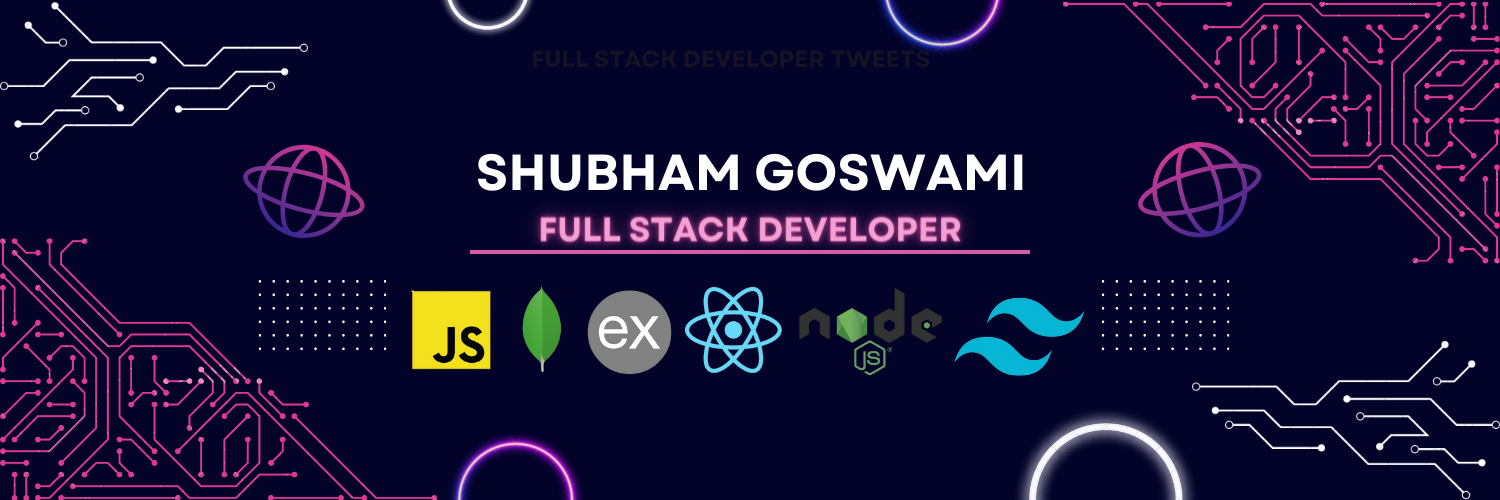 FULL STACK DEVELOPER TWEETS
SHUBHAM GOSWAMI
FULL STACK DEVELOPER
JS
ex
node
JS